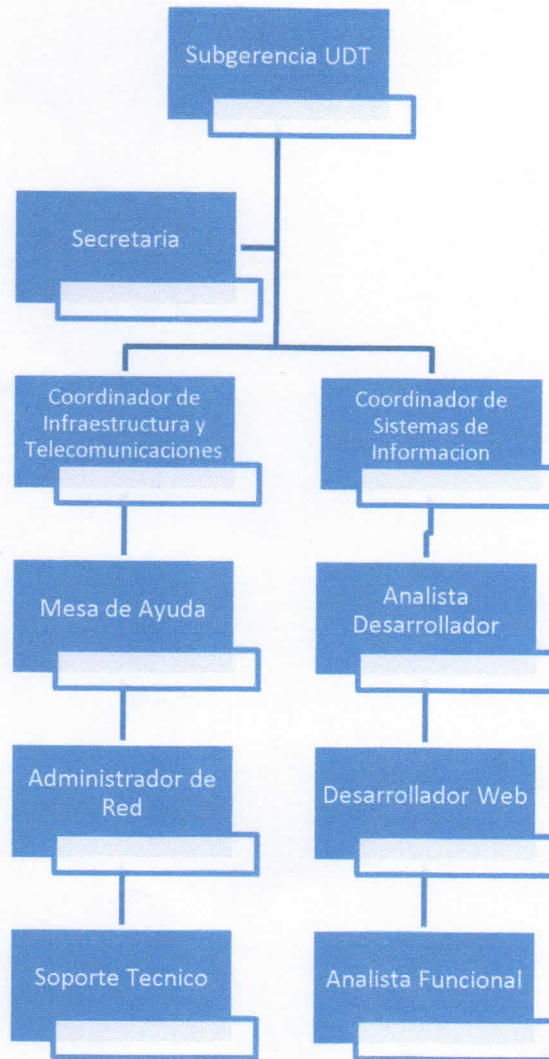 Subgerencia UDT
Secretaria
Coordinador de
Infraestructura y
Telecomunicaciones
Coordinador de
Sistemas de
Informacion
Mesa de Ayuda
Analista
Desarrollador
Administrador de
Red
Desarrollador Web
Soporte Tecnico
Analista Funcional